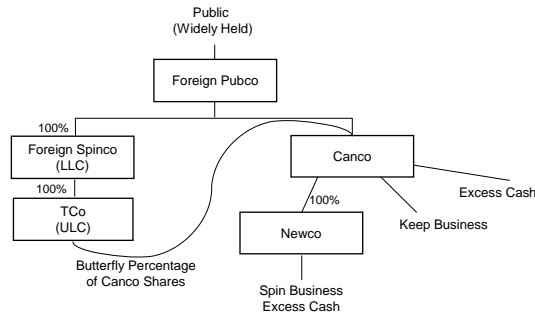 Public
(Widely Held)
Foreign Pubco
100%
Foreign Spinco
(LLC)
Canco
100%
Excess Cash
TCo
(ULC)
100%
Keep Business
Newco
Butterfly Percentage
of Canco Shares
Spin Business
Excess Cash